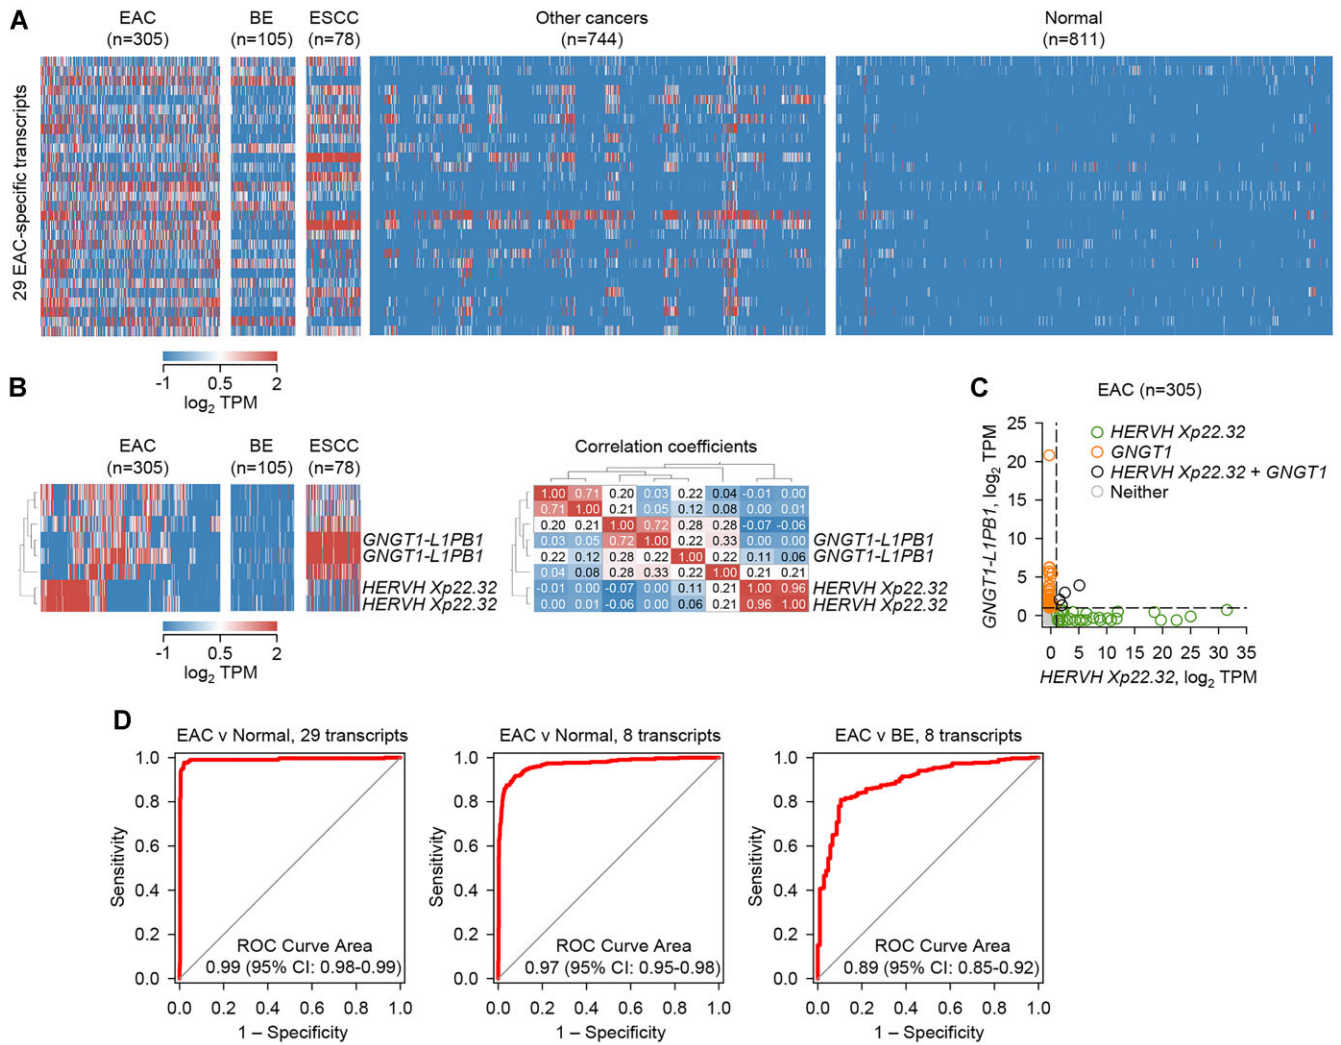 A
EAC
(n=305)
BE
(n=105)
ESCC
(n=78)
Other cancers
(n=744)
Normal
(n=811)
29 EAC-specific transcripts
-1 0.5 2
log2 TPM
B
EAC
(n=305)
BE
(n=105)
ESCC
(n=78)
GNGT1-L1PB1
GNGT1-L1PB1
HERVH Xp22.32
HERVH Xp22.32
-1 0.5 2
log2 TPM
Correlation coefficients
1.00 0.71 0.20 0.03 0.22 0.04 -0.01 0.00
0.71 1.00 0.21 0.05 0.12 0.08 0.00 0.01
0.20 0.21 1.00 0.72 0.28 0.28 -0.07 -0.06
0.03 0.05 0.72 1.00 0.22 0.33 0.00 0.00
0.22 0.12 0.28 0.22 1.00 0.22 0.11 0.06
0.04 0.08 0.28 0.33 0.22 1.00 0.21 0.21
-0.01 0.00 -0.07 0.00 0.11 0.21 1.00 0.96
0.00 0.01 -0.06 0.00 0.06 0.21 0.96 1.00
GNGT1-L1PB1
GNGT1-L1PB1
HERVH Xp22.32
HERVH Xp22.32
C
EAC (n=305)
GNGT1-L1PB1, log2 TPM
25
20
15
10
5
0
HERVH Xp22.32
GNGT1
HERVH Xp22.32 + GNGT1
Neither
0 5 10 15 20 25 30 35
HERVH Xp22.32, log2 TPM
D
EAC v Normal, 29 transcripts
Sensitivity
1.0
0.8
0.6
0.4
0.2
0.0
ROC Curve Area
0.99 (95% CI: 0.98-0.99)
0.0 0.2 0.4 0.6 0.8 1.0
1 – Specificity
EAC v Normal, 8 transcripts
Sensitivity
1.0
0.8
0.6
0.4
0.2
0.0
ROC Curve Area
0.97 (95% CI: 0.95-0.98)
0.0 0.2 0.4 0.6 0.8 1.0
1 – Specificity
EAC v BE, 8 transcripts
Sensitivity
1.0
0.8
0.6
0.4
0.2
0.0
ROC Curve Area
0.89 (95% CI: 0.85-0.92)
0.0 0.2 0.4 0.6 0.8 1.0
1 – Specificity